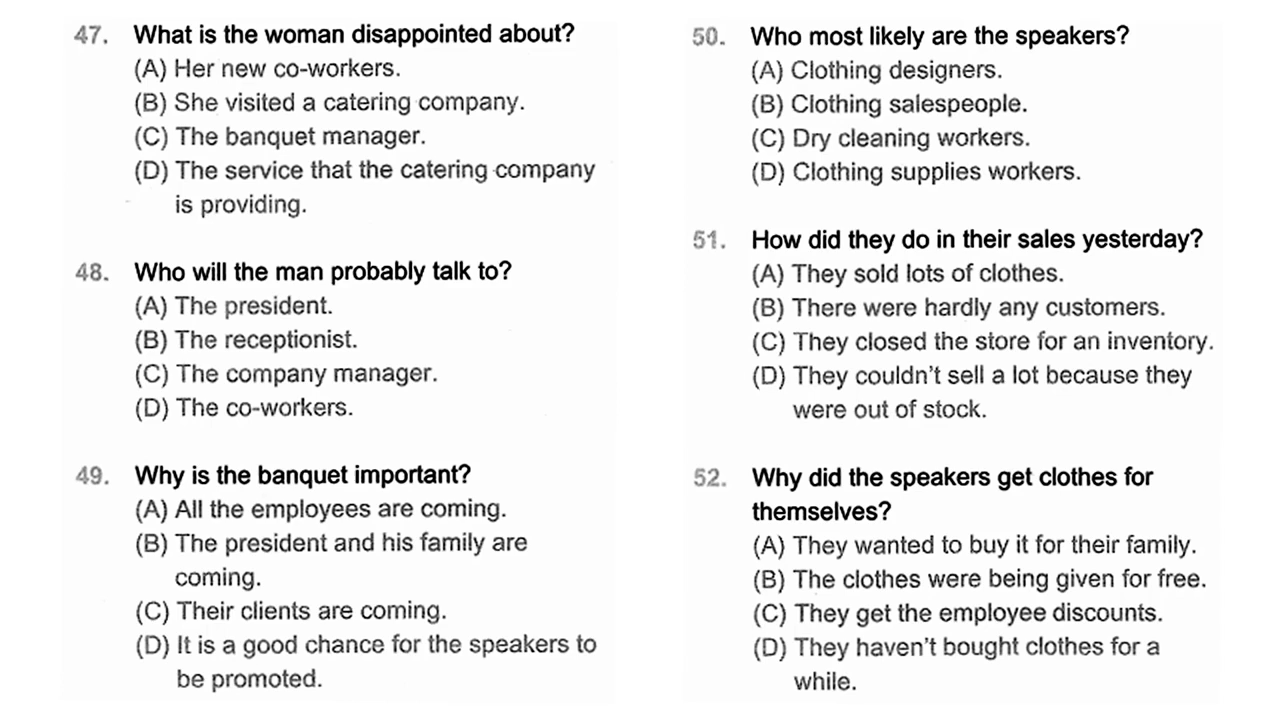 47. What is the woman disappointed about?
(A) Her new co-workers.
(B) She visited a catering company.
(C) The banquet manager.
(D) The service that the catering company
is providing.
48. Who will the man probably talk to?
(A) The president.
(B) The receptionist.
(C) The company manager.
(D) The co-workers.
49. Why is the banquet important?
(A) All the employees are coming.
(B) The president and his family are
coming.
(C) Their clients are coming.
(D) It is a good chance for the speakers to
be promoted.
50. Who most likely are the speakers?
(A) Clothing designers.
(B) Clothing salespeople.
(C) Dry cleaning workers.
(D) Clothing supplies workers.
51. How did they do in their sales yesterday?
(A) They sold lots of clothes.
(B) There were hardly any customers.
(C) They closed the store for an inventory.
(D) They couldn't sell a lot because they
were out of stock.
52. Why did the speakers get clothes for
themselves?
(A) They wanted to buy it for their family.
(B) The clothes were being given for free.
(C) They get the employee discounts.
(D) They haven't bought clothes for a
while.